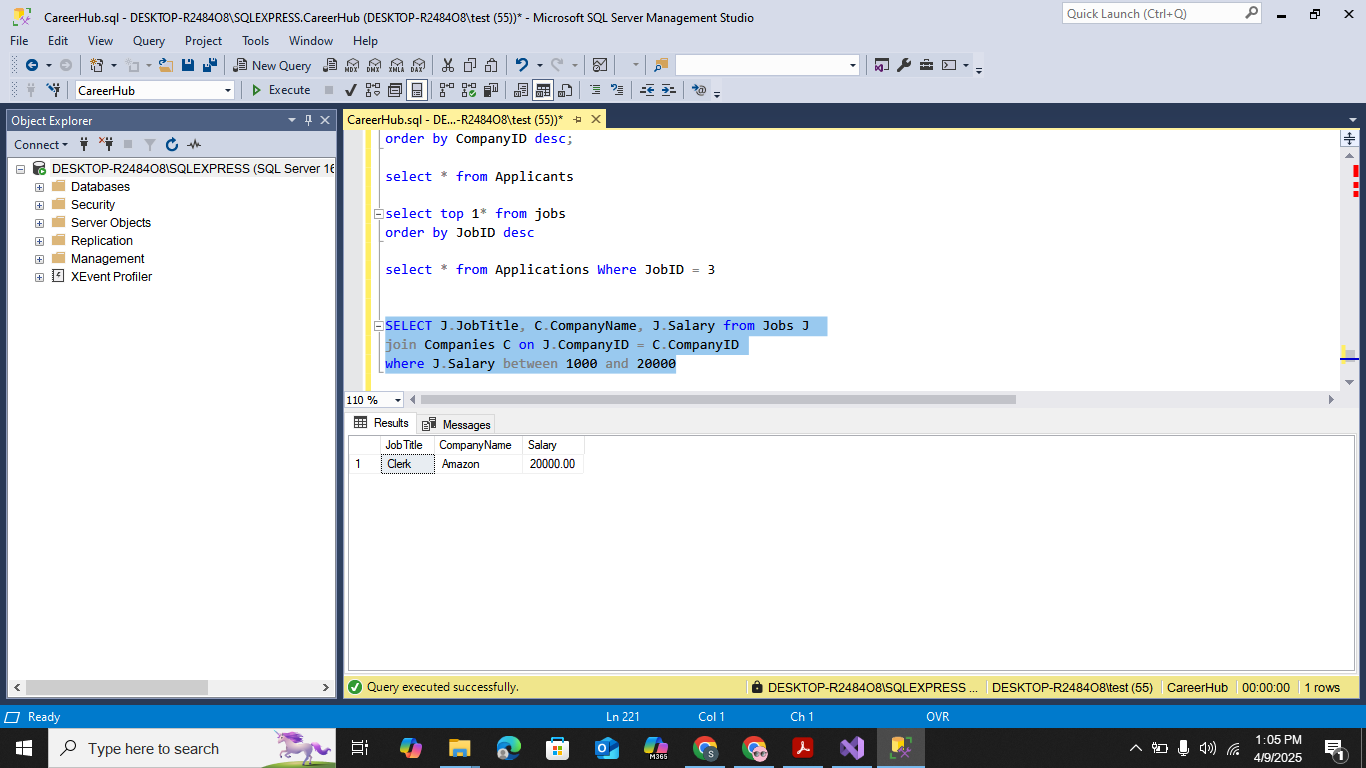 CareerHub.sql - DESKTOP-R2484O8\SQLEXPRESS.CareerHub (DESKTOP-R2484O8\test (55))* - Microsoft SQL Server Management Studio
Quick Launch (Ctrl+Q)
File Edit View Query Project Tools Window Help
New Query
MDX DMX XMLA DAX
CareerHub
Execute
Object Explorer
Connect
DESKTOP-R2484O8\SQLEXPRESS (SQL Server 16
Databases
Security
Server Objects
Replication
Management
XEvent Profiler
CareerHub.sql - DE...-R2484O8\test (55))*
order by CompanyID desc;
select * from Applicants
select top 1* from jobs
order by JobID desc
select * from Applications Where JobID = 3
SELECT J.JobTitle, C.CompanyName, J.Salary from Jobs J
join Companies C on J.CompanyID = C.CompanyID
where J.Salary between 1000 and 20000
110 %
Results Messages
JobTitle CompanyName Salary
1 Clerk Amazon 20000.00
Query executed successfully.
DESKTOP-R2484O8\SQLEXPRESS ... DESKTOP-R2484O8\test (55) CareerHub 00:00:00 1 rows
Ready Ln 221 Col 1 Ch 1 OVR
Type here to search
M365
S
1:05 PM
4/9/2025
1